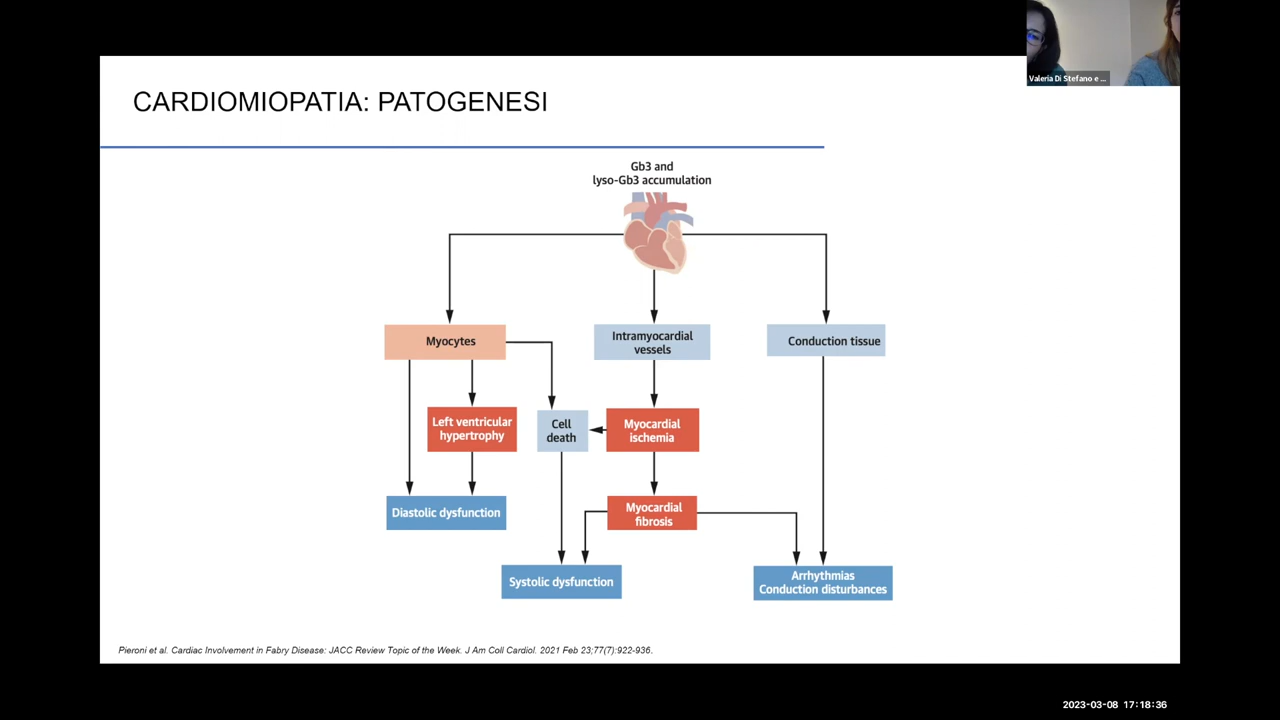 Valeria Di Stefano e ...
CARDIOMIOPATIA: PATOGENESI
Gb3 and
lyso-Gb3 accumulation
Myocytes
Intramyocardial
vessels
Conduction tissue
Left ventricular
hypertrophy
Cell
death
Myocardial
ischemia
Diastolic dysfunction
Myocardial
fibrosis
Systolic dysfunction
Arrhythmias
Conduction disturbances
Pieroni et al. Cardiac Involvement in Fabry Disease: JACC Review Topic of the Week. J Am Coll Cardiol. 2021 Feb 23;77(7):922-936.
2023-03-08 17:18:36